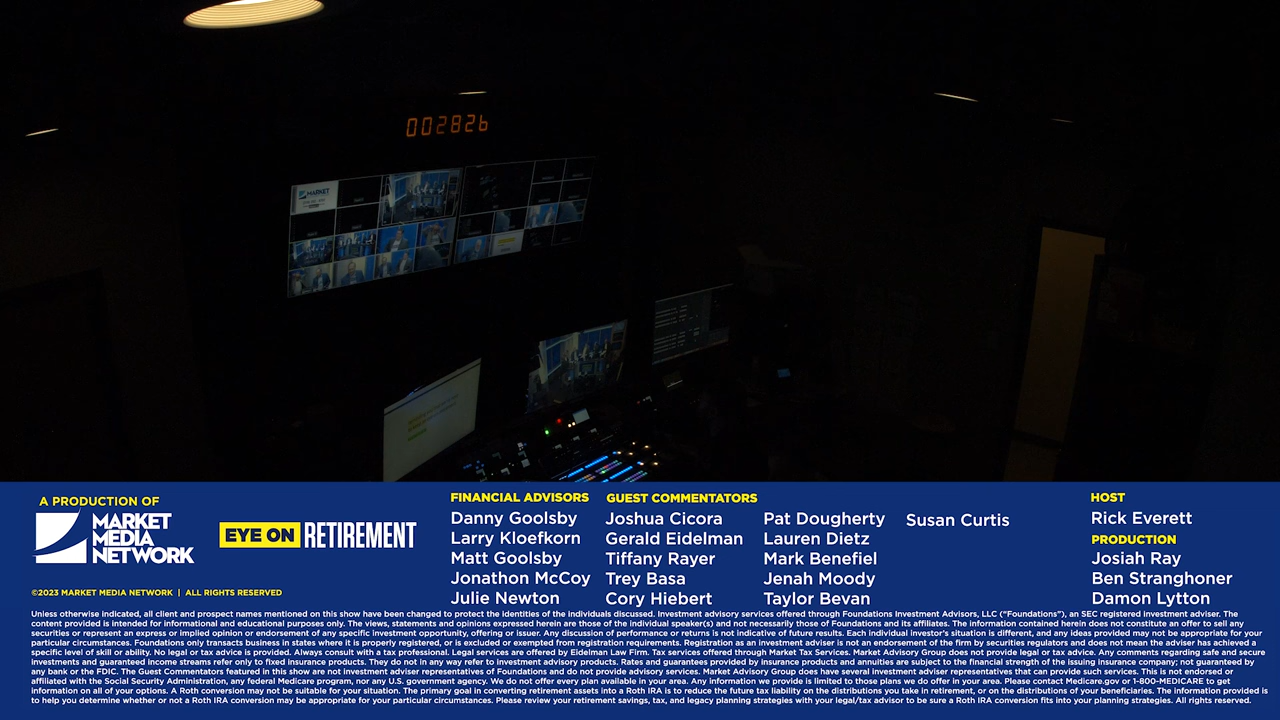 002826
MARKET
A PRODUCTION OF
MARKET
MEDIA
NETWORK
EYE ON RETIREMENT
©2023 MARKET MEDIA NETWORK | ALL RIGHTS RESERVED
FINANCIAL ADVISORS
Danny Goolsby
Larry Kloefkorn
Matt Goolsby
Jonathon McCoy
Julie Newton
GUEST COMMENTATORS
Joshua Cicora
Gerald Eidelman
Tiffany Rayer
Trey Basa
Cory Hiebert
Pat Dougherty
Lauren Dietz
Mark Benefiel
Jenah Moody
Taylor Bevan
Susan Curtis
HOST
Rick Everett
PRODUCTION
Josiah Ray
Ben Stranghoner
Damon Lytton
Unless otherwise indicated, all client and prospect names mentioned on this show have been changed to protect the identities of the individuals discussed. Investment advisory services offered through Foundations Investment Advisors, LLC (“Foundations”), an SEC registered investment adviser. The
content provided is intended for informational and educational purposes only. The views, statements and opinions expressed herein are those of the individual speaker(s) and not necessarily those of Foundations and its affiliates. The information contained herein does not constitute an offer to sell any
securities or represent an express or implied opinion or endorsement of any specific investment opportunity, offering or issuer. Any discussion of performance or returns is not indicative of future results. Each individual investor's situation is different, and any ideas provided may not be appropriate for your
particular circumstances. Foundations only transacts business in states where it is properly registered, or is excluded or exempted from registration requirements. Registration as an investment adviser is not an endorsement of the firm by securities regulators and does not mean the adviser has achieved a
specific level of skill or ability. No legal or tax advice is provided. Always consult with a tax professional. Legal services are offered by Eidelman Law Firm. Tax services offered through Market Tax Services. Market Advisory Group does not provide legal or tax advice. Any comments regarding safe and secure
investments and guaranteed income streams refer only to fixed insurance products. They do not in any way refer to investment advisory products. Rates and guarantees provided by insurance products and annuities are subject to the financial strength of the issuing insurance company; not guaranteed by
any bank or the FDIC. The Guest Commentators featured in this show are not investment adviser representatives of Foundations and do not provide advisory services. Market Advisory Group does have several investment adviser representatives that can provide such services. This is not endorsed or
affiliated with the Social Security Administration, any federal Medicare program, nor any U.S. government agency. We do not offer every plan available in your area. Any information we provide is limited to those plans we do offer in your area. Please contact Medicare.gov or 1-800-MEDICARE to get
information on all of your options. A Roth conversion may not be suitable for your situation. The primary goal in converting retirement assets into a Roth IRA is to reduce the future tax liability on the distributions you take in retirement, or on the distributions of your beneficiaries. The information provided is
to help you determine whether or not a Roth IRA conversion may be appropriate for your particular circumstances. Please review your retirement savings, tax, and legacy planning strategies with your legal/tax advisor to be sure a Roth IRA conversion fits into your planning strategies. All rights reserved.